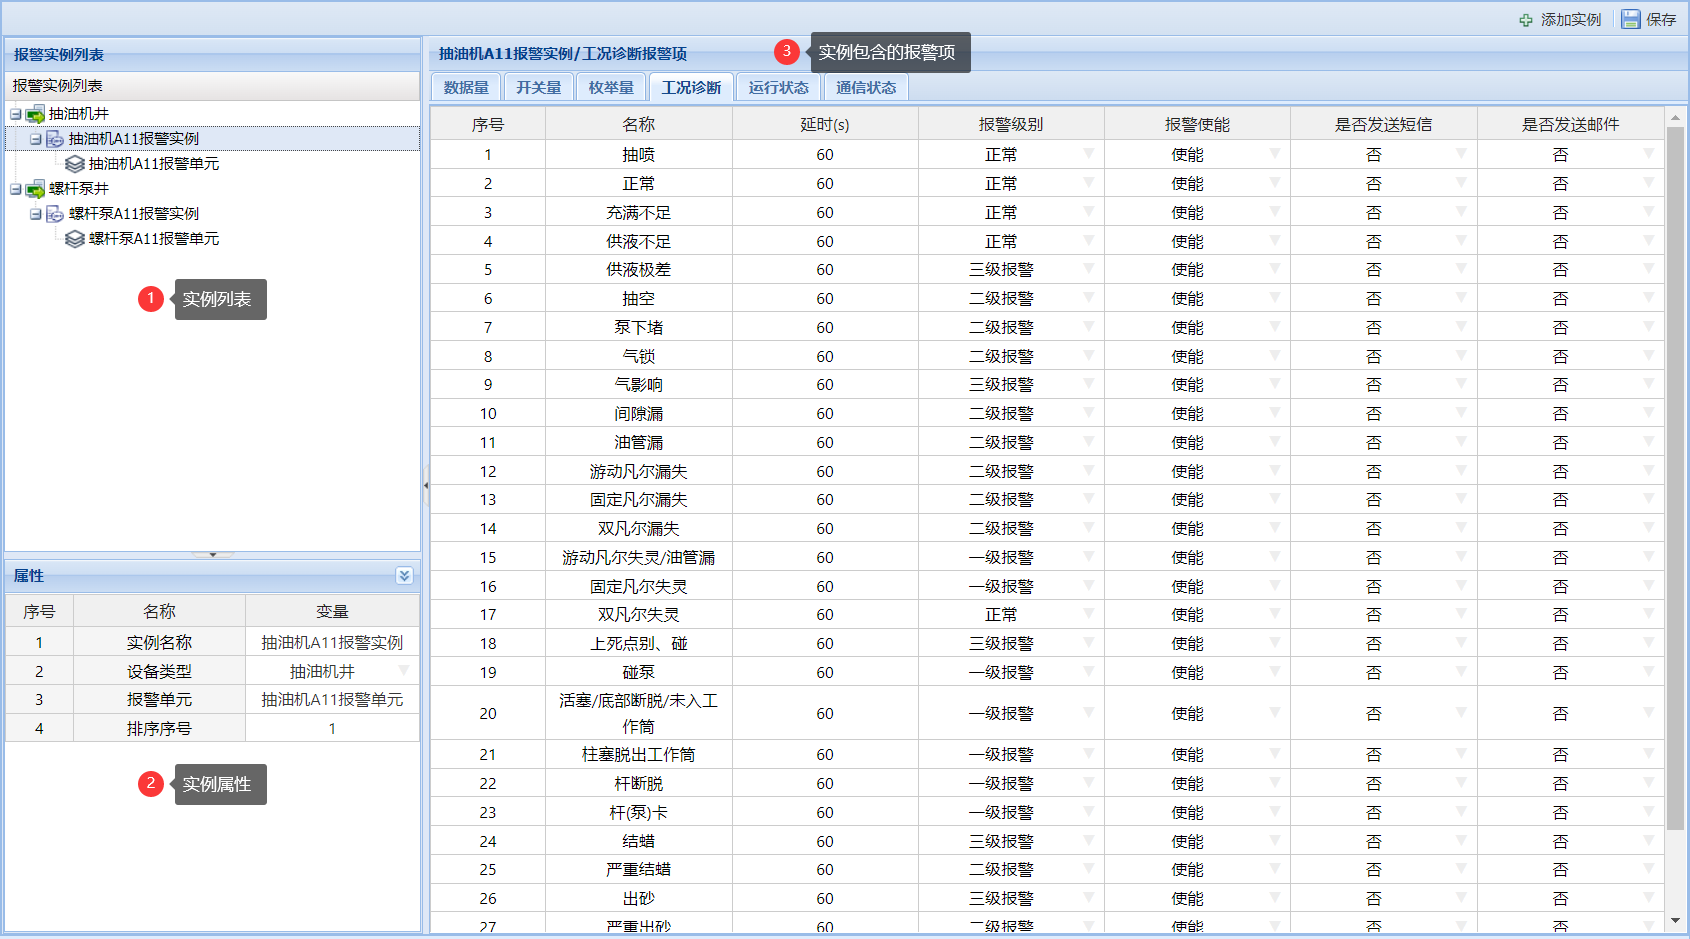 添加实例 保存
报警实例列表
报警实例列表
抽油机井
抽油机A11报警实例
抽油机A11报警单元
螺杆泵井
螺杆泵A11报警实例
螺杆泵A11报警单元
1 实例列表
属性
序号 名称 变量
1 实例名称 抽油机A11报警实例
2 设备类型 抽油机井
3 报警单元 抽油机A11报警单元
4 排序序号 1
2 实例属性
抽油机A11报警实例/工况诊断报警项
3 实例包含的报警项
数据量 开关量 枚举量 工况诊断 运行状态 通信状态
序号 名称 延时(s) 报警级别 报警使能 是否发送短信 是否发送邮件
1 抽喷 60 正常 使能 否 否
2 正常 60 正常 使能 否 否
3 充满不足 60 正常 使能 否 否
4 供液不足 60 正常 使能 否 否
5 供液极差 60 三级报警 使能 否 否
6 抽空 60 二级报警 使能 否 否
7 泵下堵 60 二级报警 使能 否 否
8 气锁 60 二级报警 使能 否 否
9 气影响 60 三级报警 使能 否 否
10 间隙漏 60 二级报警 使能 否 否
11 油管漏 60 二级报警 使能 否 否
12 游动凡尔漏失 60 二级报警 使能 否 否
13 固定凡尔漏失 60 二级报警 使能 否 否
14 双凡尔漏失 60 二级报警 使能 否 否
15 游动凡尔失灵/油管漏 60 一级报警 使能 否 否
16 固定凡尔失灵 60 一级报警 使能 否 否
17 双凡尔失灵 60 正常 使能 否 否
18 上死点别、碰 60 三级报警 使能 否 否
19 碰泵 60 一级报警 使能 否 否
20 活塞/底部断脱/未入工
作筒 60 一级报警 使能 否 否
21 柱塞脱出工作筒 60 一级报警 使能 否 否
22 杆断脱 60 一级报警 使能 否 否
23 杆(泵)卡 60 一级报警 使能 否 否
24 结蜡 60 三级报警 使能 否 否
25 严重结蜡 60 二级报警 使能 否 否
26 出砂 60 三级报警 使能 否 否
27 严重出砂 60 二级报警 使能 否 否